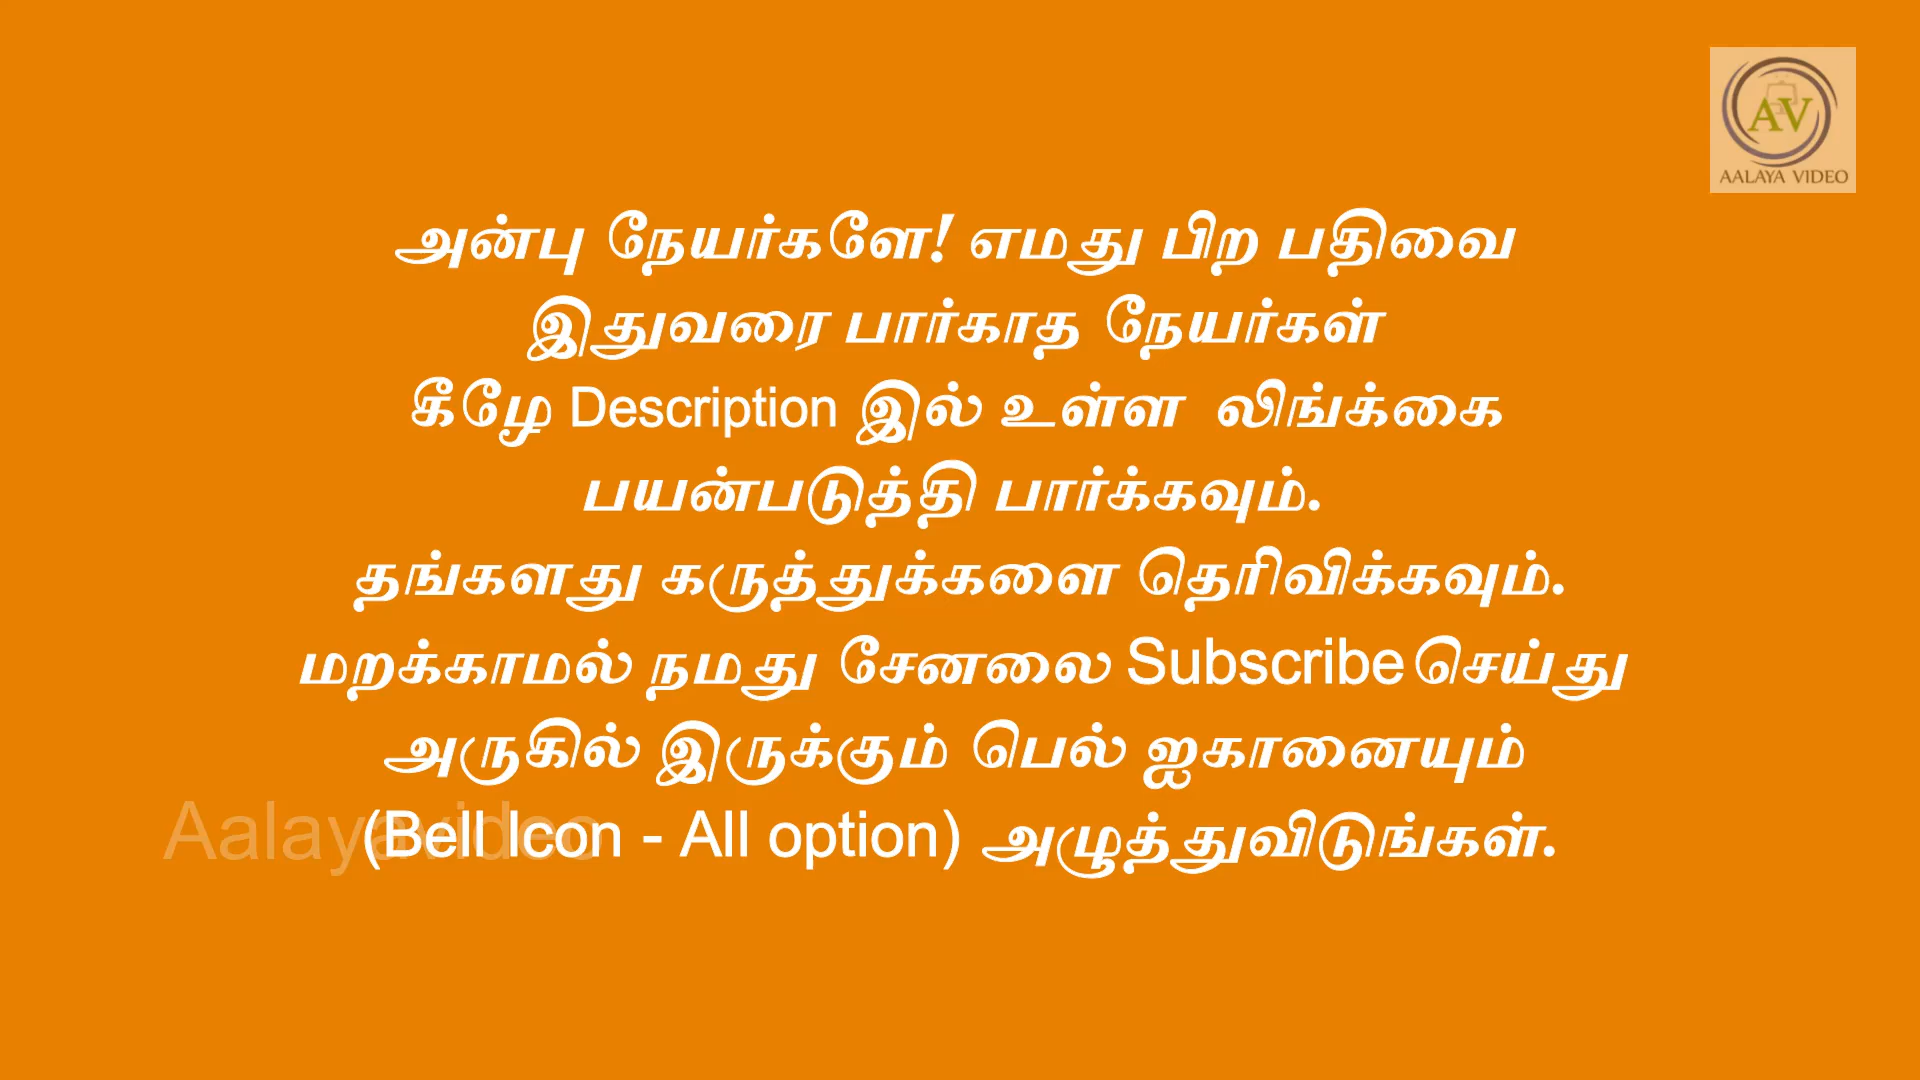 AV
AALAYA VIDEO
அன்பு நேயர்களே! எமது பிற பதிவை
இதுவரை பார்காத நேயர்கள்
கீழே Description இல் உள்ள லிங்க்கை
பயன்படுத்தி பார்க்கவும்.
தங்களது கருத்துக்களை தெரிவிக்கவும்.
மறக்காமல் நமது சேனலை Subscribe செய்து
அருகில் இருக்கும் பெல் ஐகானையும்
(Bell Icon - All option) அழுத்துவிடுங்கள்.
Aalayavideo